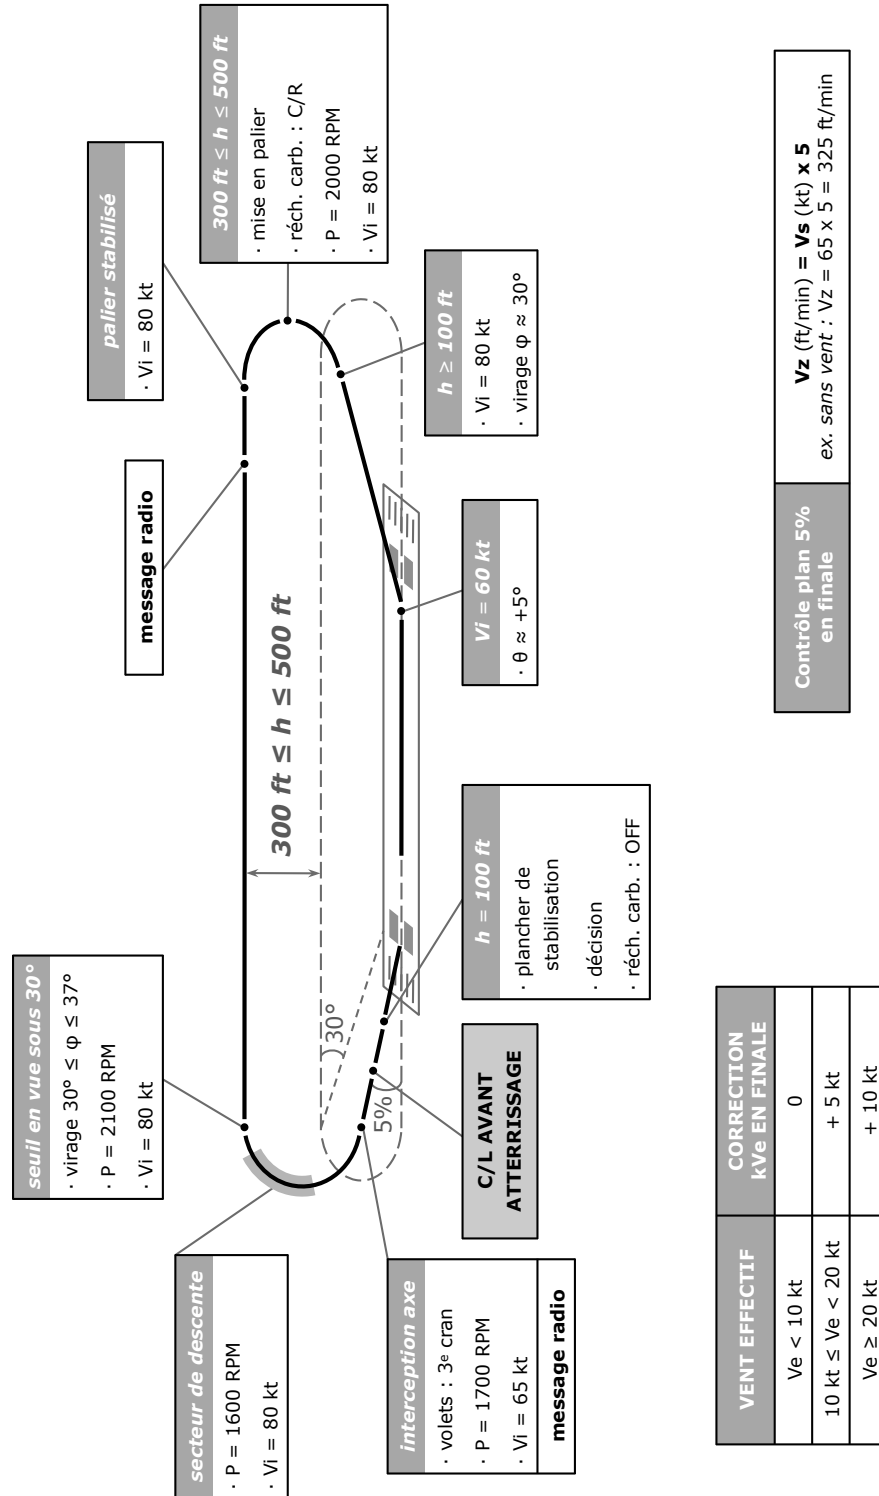 seuil en vue sous 30°
· virage 30° ≤ φ ≤ 37°
· P = 2100 RPM
· Vi = 80 kt
message radio
palier stabilisé
· Vi = 80 kt
300 ft ≤ h ≤ 500 ft
· mise en palier
· réch. carb. : C/R
· P = 2000 RPM
· Vi = 80 kt
secteur de descente
· P = 1600 RPM
· Vi = 80 kt
300 ft ≤ h ≤ 500 ft
30°
5%
interception axe
· volets : 3e cran
· P = 1700 RPM
· Vi = 65 kt
message radio
C/L AVANT
ATTERRISSAGE
h = 100 ft
· plancher de
stabilisation
· décision
· réch. carb. : OFF
Vi = 60 kt
· θ ≈ +5°
h ≥ 100 ft
· Vi = 80 kt
· virage φ ≈ 30°
VENT EFFECTIF
CORRECTION
kVe EN FINALE
Ve < 10 kt
0
10 kt ≤ Ve < 20 kt
+ 5 kt
Ve ≥ 20 kt
+ 10 kt
Contrôle plan 5%
en finale
Vz (ft/min) = Vs (kt) x 5
ex. sans vent : Vz = 65 x 5 = 325 ft/min